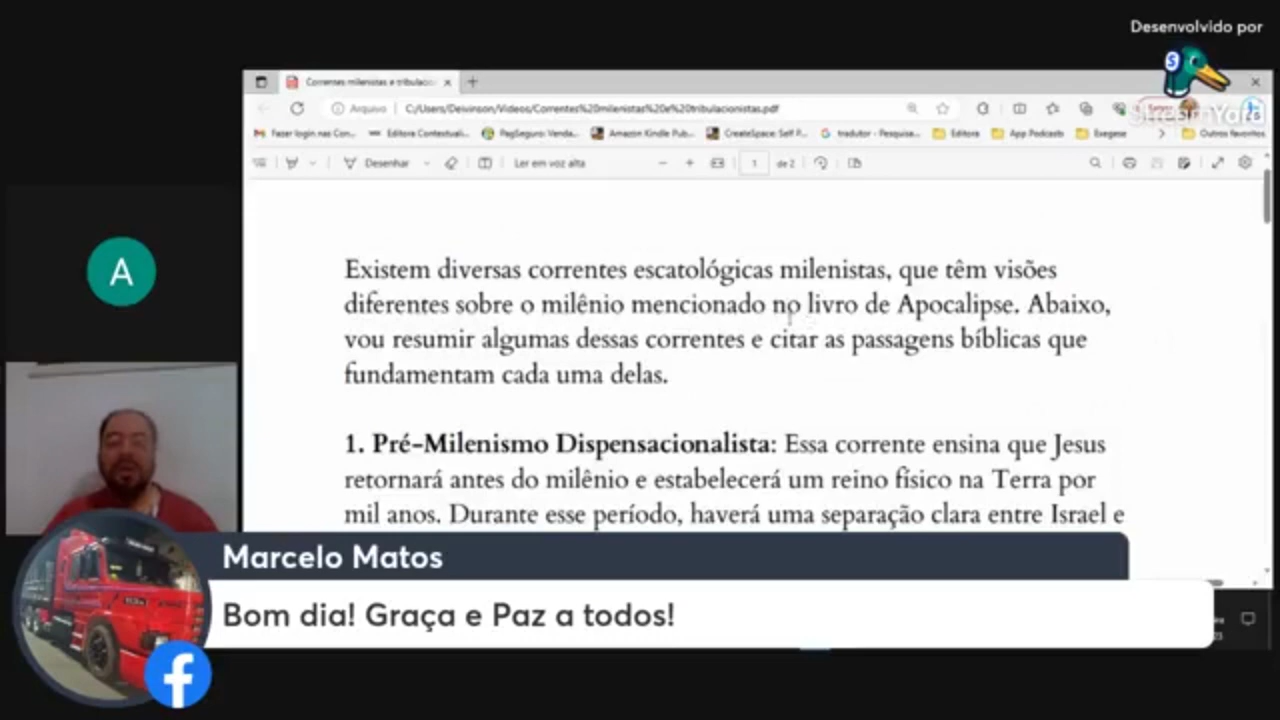 Desenvolvido por
StreamYard
Correntes milenistas e tribulacio
Arquivo
C:/Users/Deivinson/Videos/Correntes%20milenistas%20e%20tribulacionistas.pdf
Fazer login nas Con...
Editora Contextuali...
PagSeguro: Venda...
Amazon Kindle Pub...
CreateSpace: Self P...
tradutor - Pesquisa...
Editora
App Podcasts
Exegese
Outros favoritos
Desenhar
Ler em voz alta
1
de 2
A
Existem diversas correntes escatológicas milenistas, que têm visões
diferentes sobre o milênio mencionado no livro de Apocalipse. Abaixo,
vou resumir algumas dessas correntes e citar as passagens bíblicas que
fundamentam cada uma delas.
1. Pré-Milenismo Dispensacionalista: Essa corrente ensina que Jesus
retornará antes do milênio e estabelecerá um reino físico na Terra por
mil anos. Durante esse período, haverá uma separação clara entre Israel e
Marcelo Matos
Bom dia! Graça e Paz a todos!